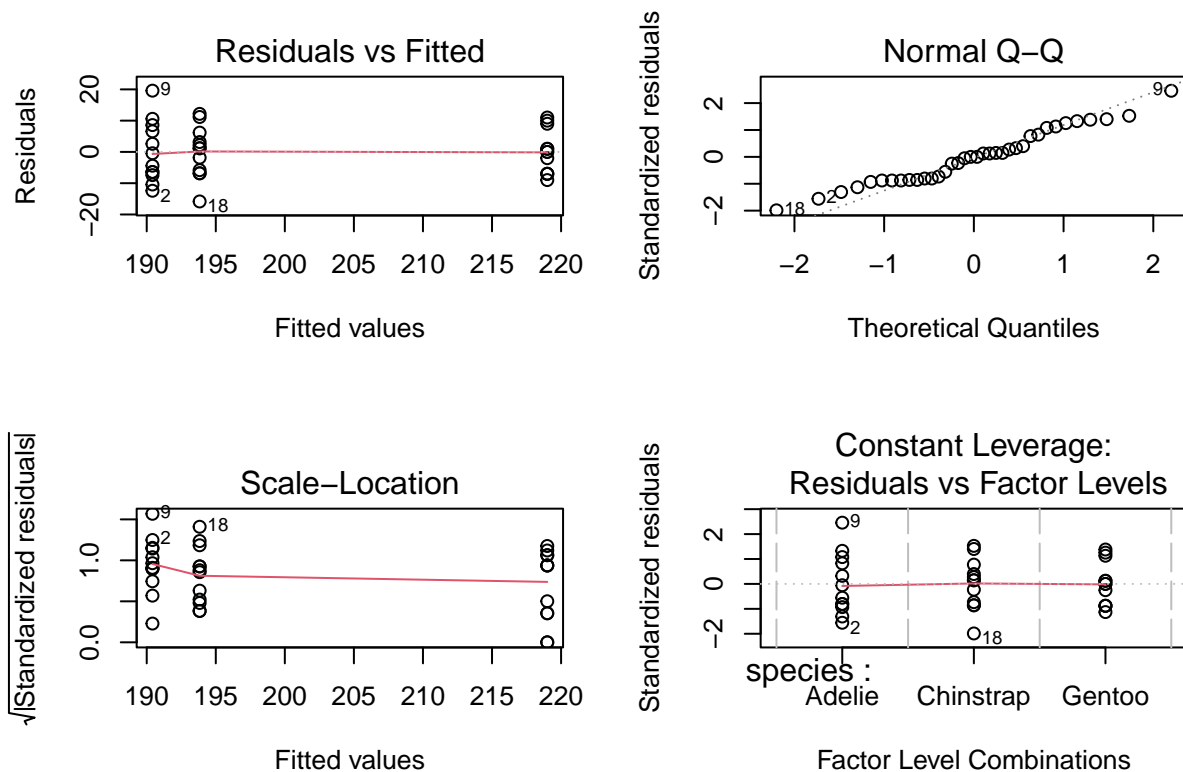 Residuals vs Fitted
Residuals
−20 0 20
9
2
18
190 195 200 205 210 215 220
Fitted values
Normal Q−Q
Standardized residuals
−2 0 2
9
2
18
−2 −1 0 1 2
Theoretical Quantiles
Scale−Location
√|Standardized residuals|
0.0 1.0
9
2
18
190 195 200 205 210 215 220
Fitted values
Constant Leverage:
Residuals vs Factor Levels
Standardized residuals
−2 0 2
9
2
18
species :
Adelie Chinstrap Gentoo
Factor Level Combinations